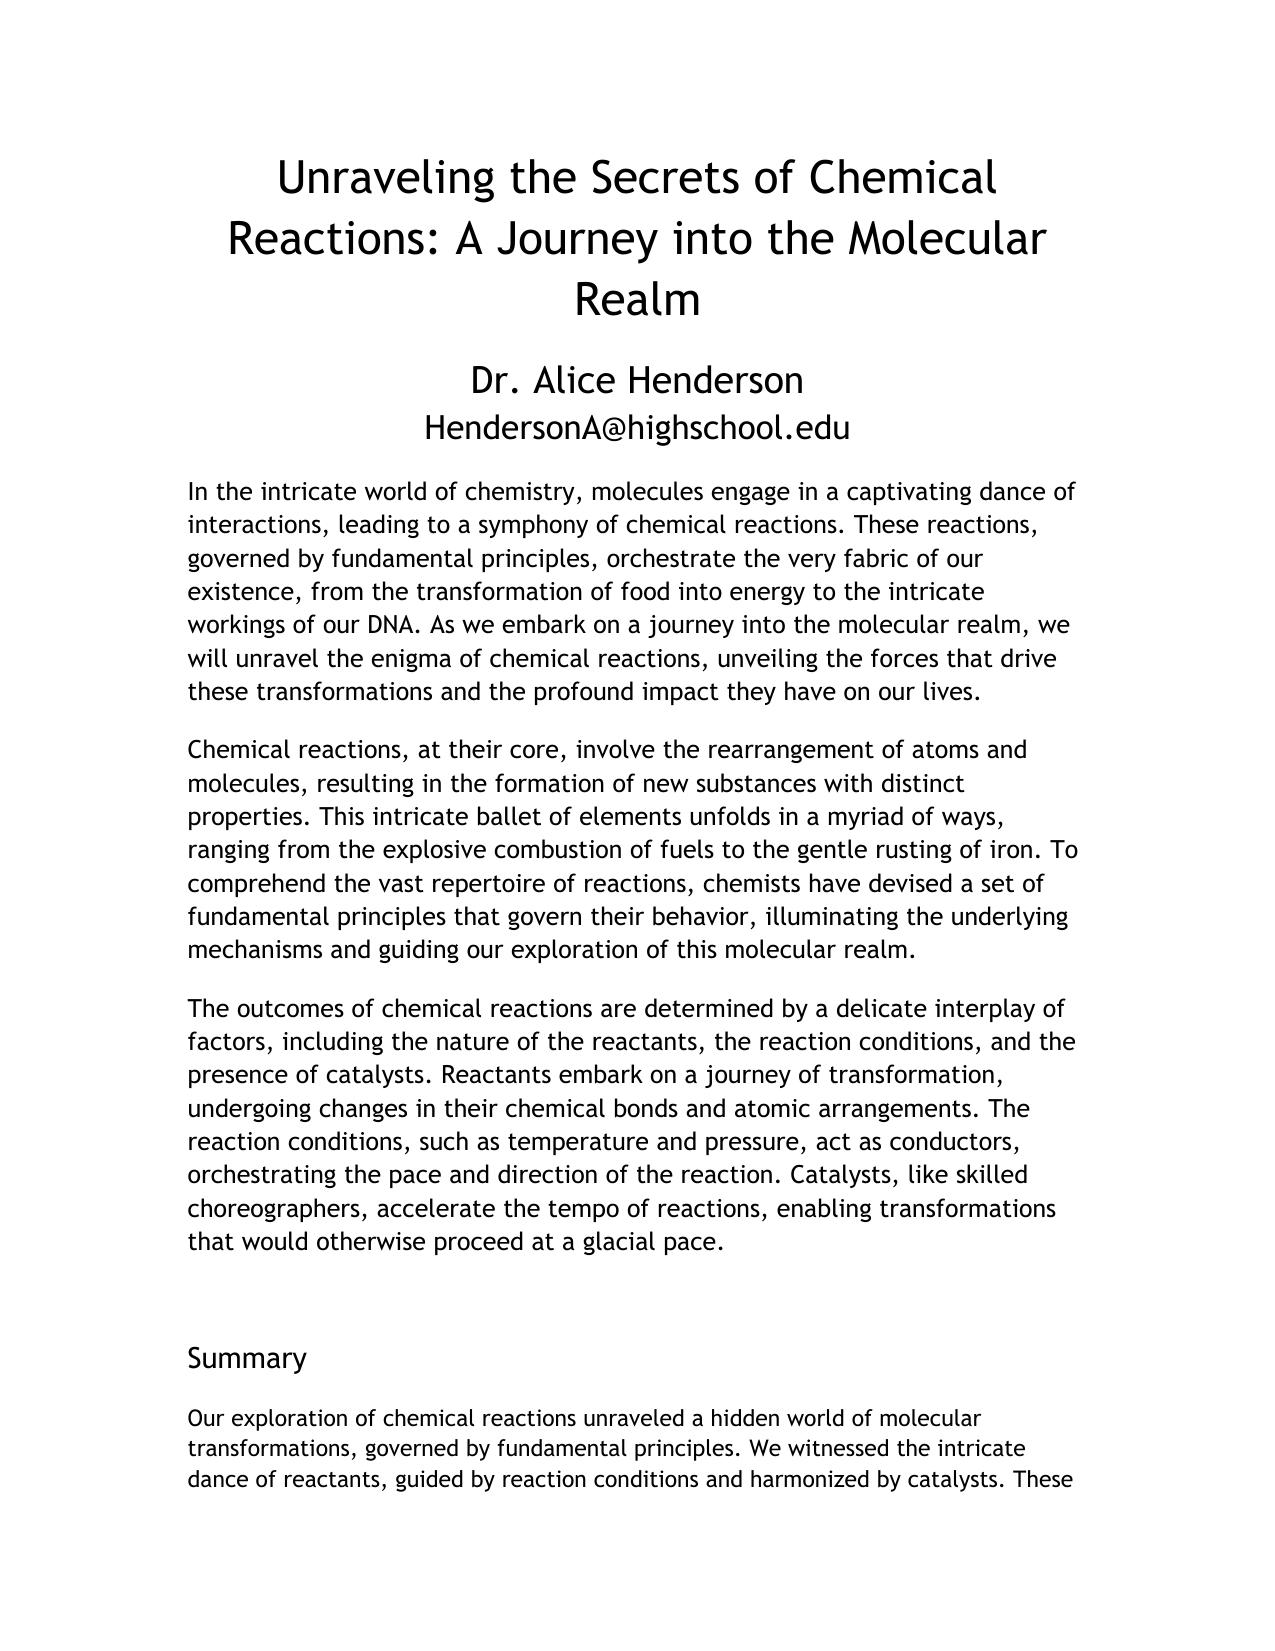 Unraveling the Secrets of Chemical
Reactions: A Journey into the Molecular
Realm
Dr. Alice Henderson
HendersonA@highschool.edu
In the intricate world of chemistry, molecules engage in a captivating dance of
interactions, leading to a symphony of chemical reactions. These reactions,
governed by fundamental principles, orchestrate the very fabric of our
existence, from the transformation of food into energy to the intricate
workings of our DNA. As we embark on a journey into the molecular realm, we
will unravel the enigma of chemical reactions, unveiling the forces that drive
these transformations and the profound impact they have on our lives.
Chemical reactions, at their core, involve the rearrangement of atoms and
molecules, resulting in the formation of new substances with distinct
properties. This intricate ballet of elements unfolds in a myriad of ways,
ranging from the explosive combustion of fuels to the gentle rusting of iron. To
comprehend the vast repertoire of reactions, chemists have devised a set of
fundamental principles that govern their behavior, illuminating the underlying
mechanisms and guiding our exploration of this molecular realm.
The outcomes of chemical reactions are determined by a delicate interplay of
factors, including the nature of the reactants, the reaction conditions, and the
presence of catalysts. Reactants embark on a journey of transformation,
undergoing changes in their chemical bonds and atomic arrangements. The
reaction conditions, such as temperature and pressure, act as conductors,
orchestrating the pace and direction of the reaction. Catalysts, like skilled
choreographers, accelerate the tempo of reactions, enabling transformations
that would otherwise proceed at a glacial pace.
Summary
Our exploration of chemical reactions unraveled a hidden world of molecular
transformations, governed by fundamental principles. We witnessed the intricate
dance of reactants, guided by reaction conditions and harmonized by catalysts. These